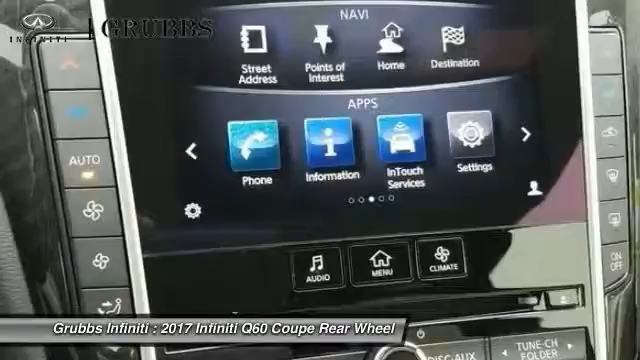 INFINITI
GRUBBS
NAVI
Street Address
Points of Interest
Home
Destination
APPS
Phone
Information
InTouch Services
Settings
AUTO
AUDIO
MENU
CLIMATE
ON OFF
DISC·AUX
TUNE·CH FOLDER
Grubbs Infiniti : 2017 Infiniti Q60 Coupe Rear Wheel